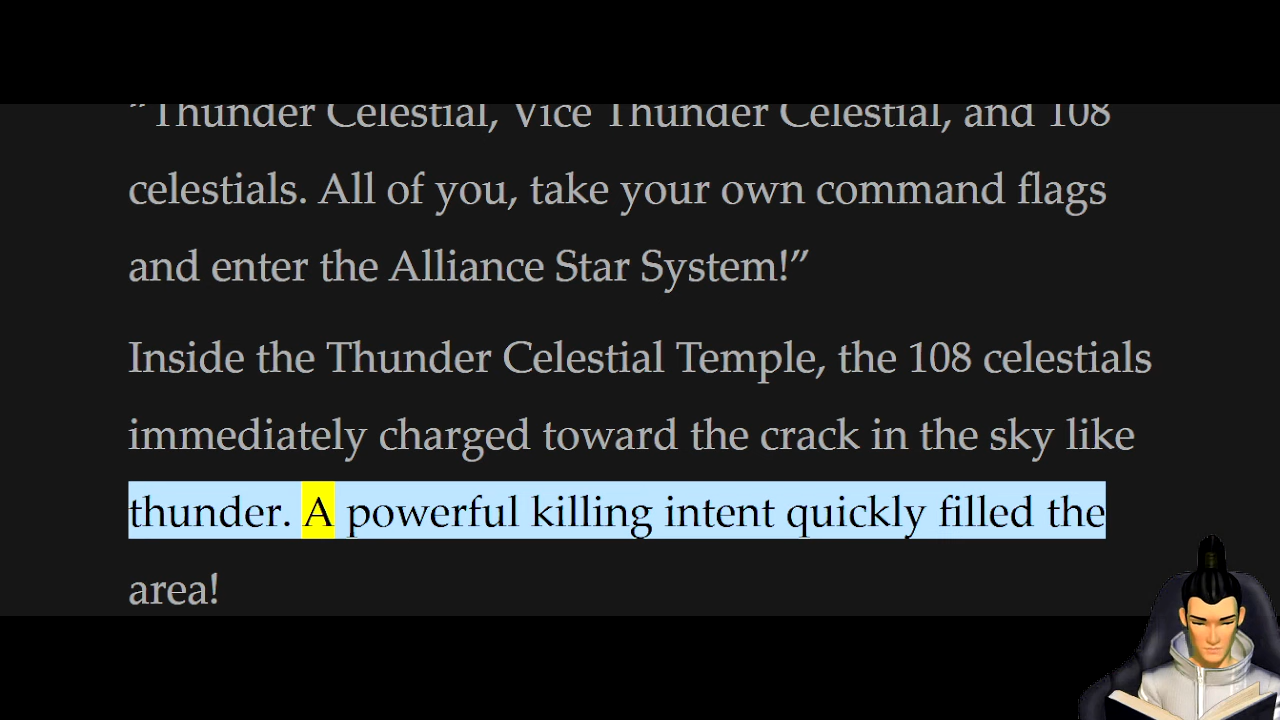 “Thunder Celestial, Vice Thunder Celestial, and 108
celestials. All of you, take your own command flags
and enter the Alliance Star System!”
Inside the Thunder Celestial Temple, the 108 celestials
immediately charged toward the crack in the sky like
thunder. A powerful killing intent quickly filled the
area!